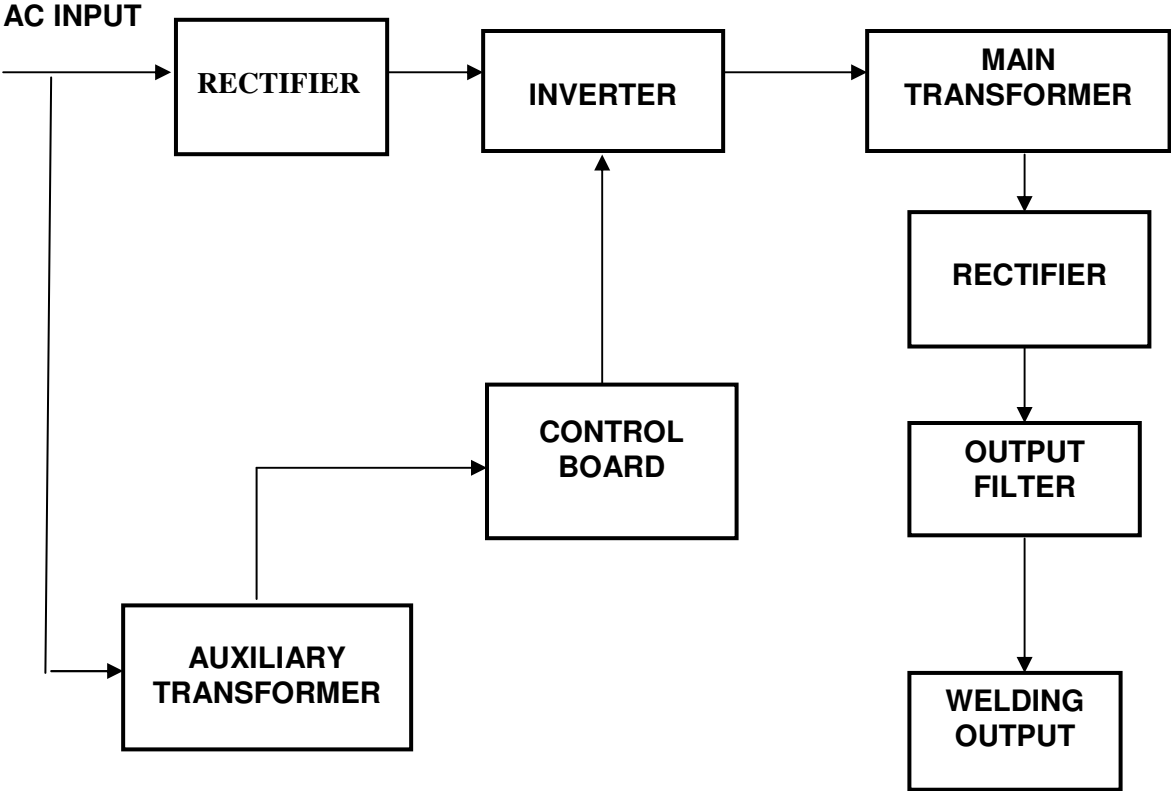 AC INPUT
RECTIFIER
INVERTER
MAIN
TRANSFORMER
RECTIFIER
CONTROL
BOARD
OUTPUT
FILTER
AUXILIARY
TRANSFORMER
WELDING
OUTPUT